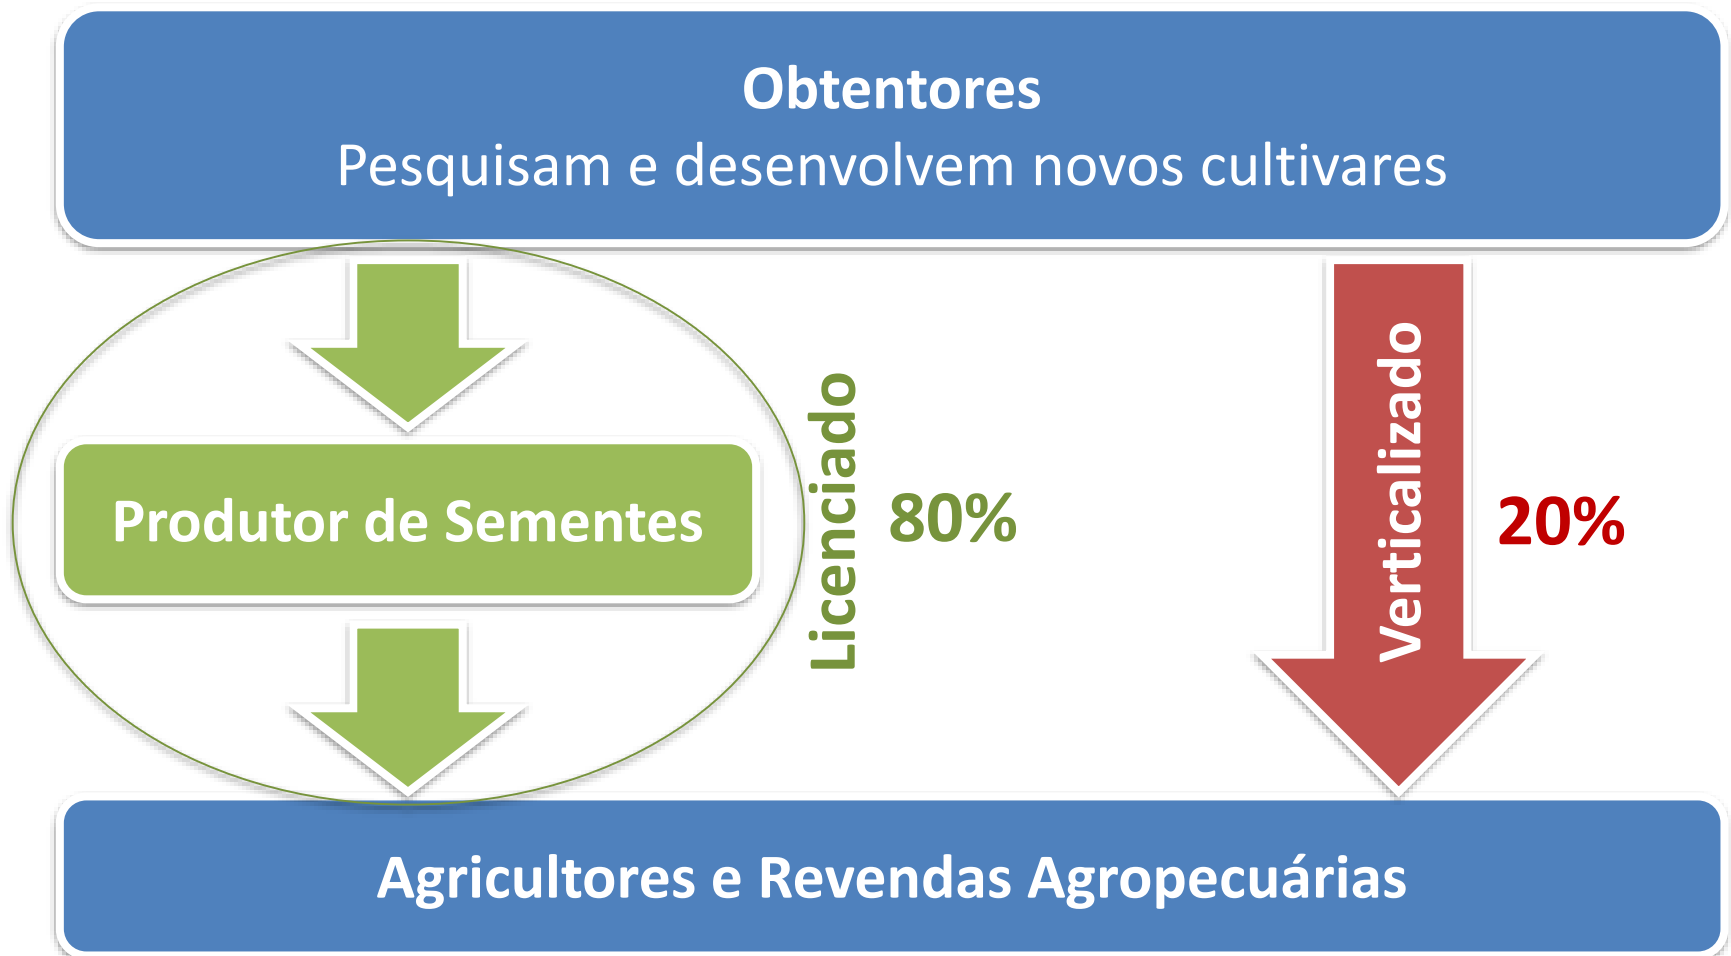 Obtentores
Pesquisam e desenvolvem novos cultivares
Produtor de Sementes
Licenciado
80%
Verticalizado
20%
Agricultores e Revendas Agropecuárias